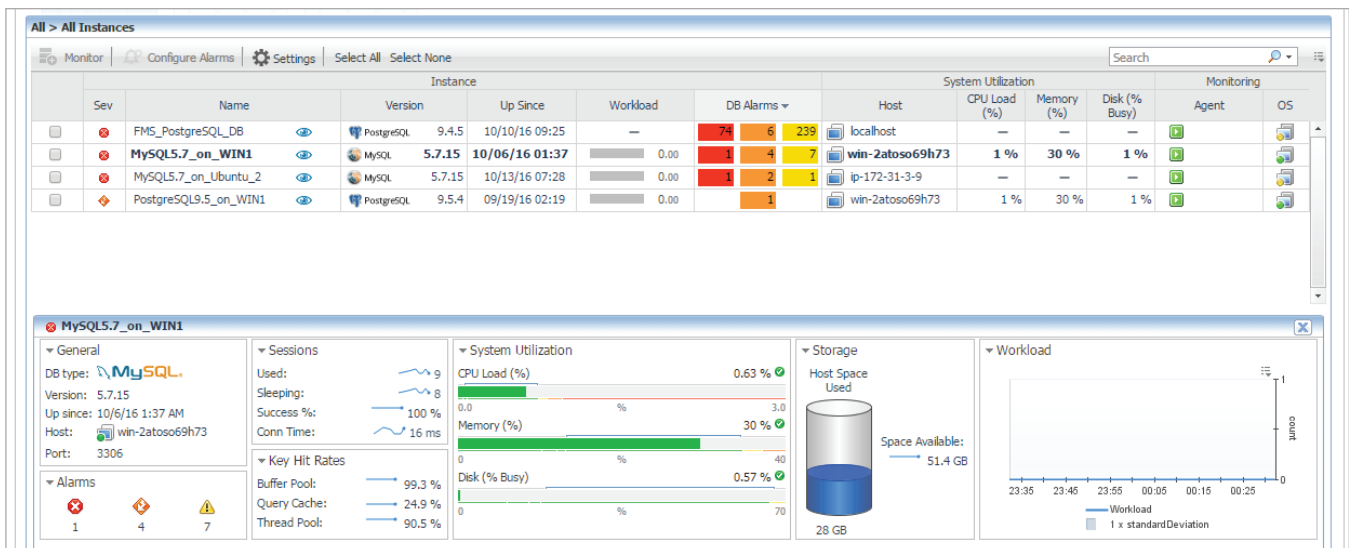 All > All Instances
Monitor Configure Alarms Settings Select All Select None Search
Instance System Utilization Monitoring
Sev Name Version Up Since Workload DB Alarms Host CPU Load (%) Memory (%) Disk (% Busy) Agent OS
FMS_PostgreSQL_DB PostgreSQL 9.4.5 10/10/16 09:25 — 74 6 239 localhost — — —
MySQL5.7_on_WIN1 MySQL 5.7.15 10/06/16 01:37 0.00 1 4 7 win-2atoso69h73 1 % 30 % 1 %
MySQL5.7_on_Ubuntu_2 MySQL 5.7.15 10/13/16 07:28 0.00 1 2 1 ip-172-31-3-9 — — —
PostgreSQL9.5_on_WIN1 PostgreSQL 9.5.4 09/19/16 02:19 0.00 1 win-2atoso69h73 1 % 30 % 1 %
MySQL5.7_on_WIN1
General
DB type: MySQL
Version: 5.7.15
Up since: 10/6/16 1:37 AM
Host: win-2atoso69h73
Port: 3306
Alarms
1 4 7
Sessions
Used: 9
Sleeping: 8
Success %: 100 %
Conn Time: 16 ms
Key Hit Rates
Buffer Pool: 99.3 %
Query Cache: 24.9 %
Thread Pool: 90.5 %
System Utilization
CPU Load (%) 0.63 %
0.0 % 3.0
Memory (%) 30 %
0 % 40
Disk (% Busy) 0.57 %
0 % 70
Storage
Host Space
Used
Space Available:
51.4 GB
28 GB
Workload
1
count
0
23:35 23:45 23:55 00:05 00:15 00:25
Workload
1 x standardDeviation